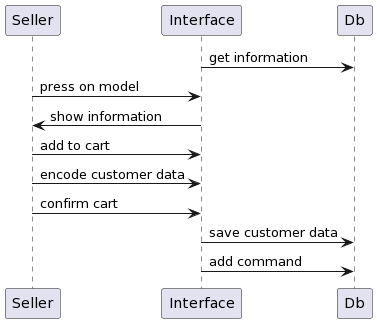 Seller Interface Db
get information
press on model
show information
add to cart
encode customer data
confirm cart
save customer data
add command
Seller Interface Db